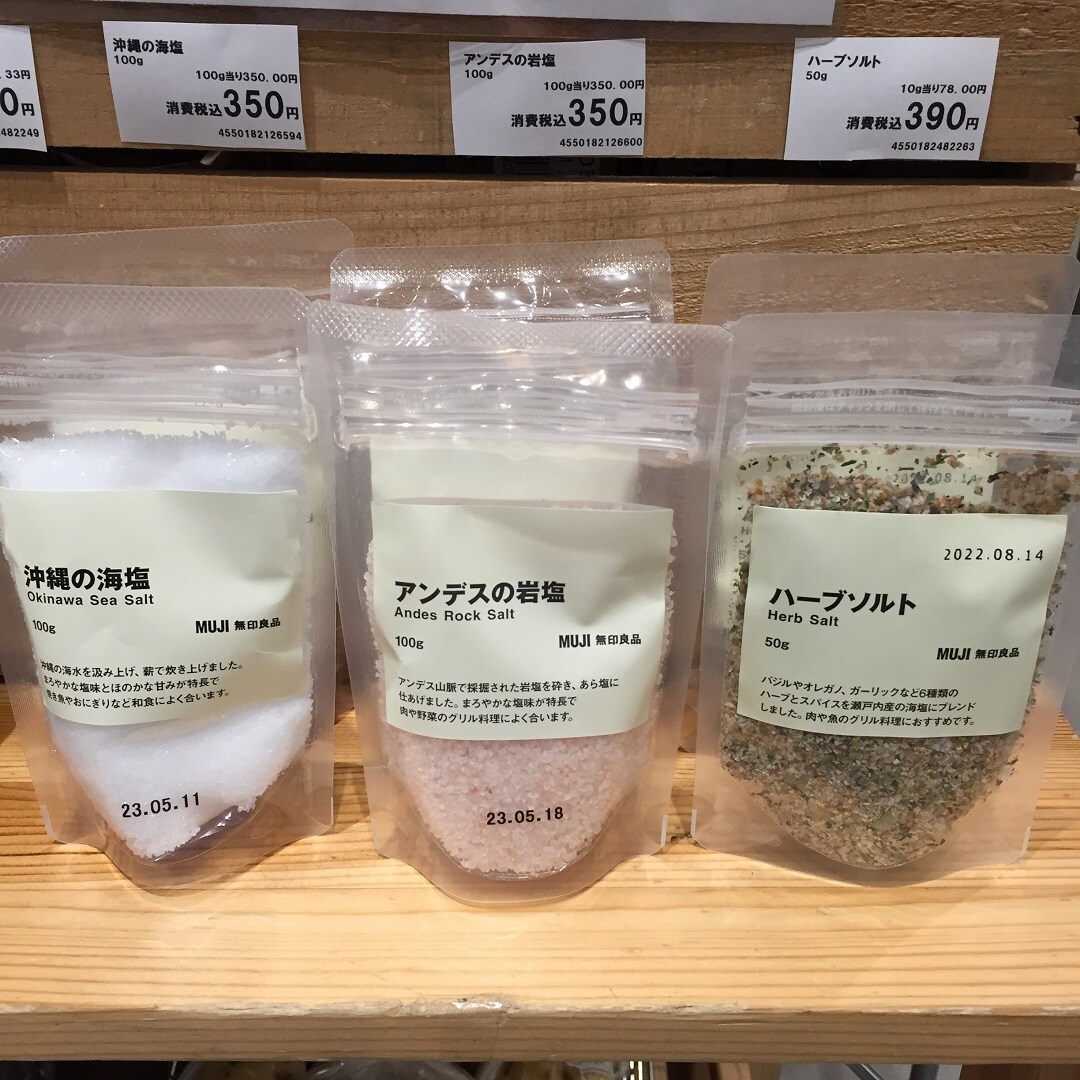 .33円
0円
482249
沖縄の海塩
100g
100g当り350.00円
消費税込350円
4550182126594
アンデスの岩塩
100g
100g当り350.00円
消費税込350円
4550182126600
ハーブソルト
50g
10g当り78.00円
消費税込390円
4550182482263
沖縄の海塩
Okinawa Sea Salt
100g
MUJI 無印良品
沖縄の海水を汲み上げ、薪で炊き上げました。
まろやかな塩味とほのかな甘みが特長で
焼き魚やおにぎりなど和食によく合います。
23.05.11
アンデスの岩塩
Andes Rock Salt
100g
MUJI 無印良品
アンデス山脈で採掘された岩塩を砕き、あら塩に
仕あげました。まろやかな塩味が特長で
肉や野菜のグリル料理によく合います。
23.05.18
2022.08.14
2022.08.14
ハーブソルト
Herb Salt
50g
MUJI 無印良品
バジルやオレガノ、ガーリックなど6種類の
ハーブとスパイスを瀬戸内産の海塩にブレンド
しました。肉や魚のグリル料理におすすめです。